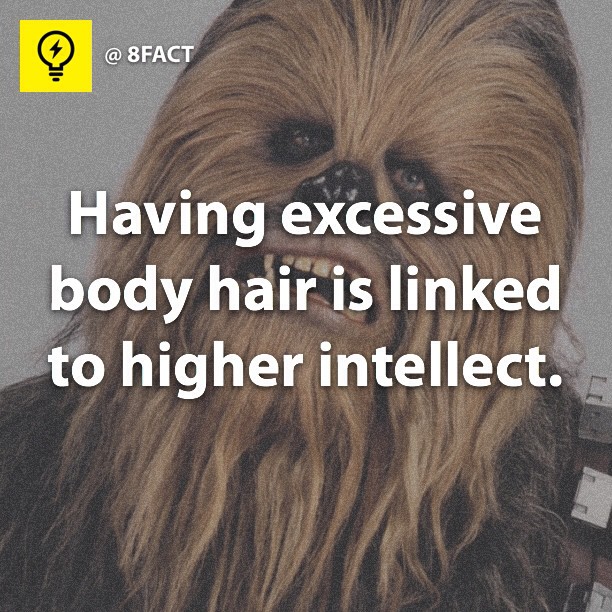 @ 8FACT
Having excessive
body hair is linked
to higher intellect.